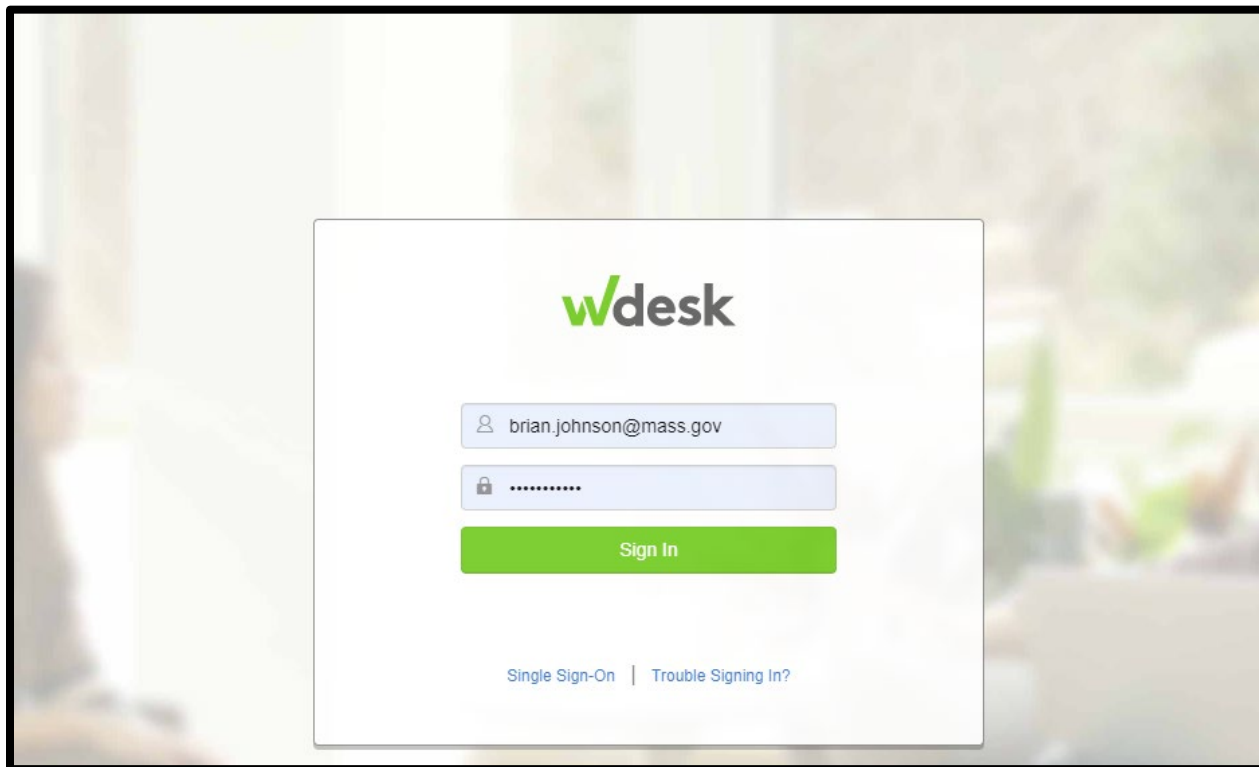 wdesk
brian.johnson@mass.gov
•••••••••••
Sign In
Single Sign-On | Trouble Signing In?